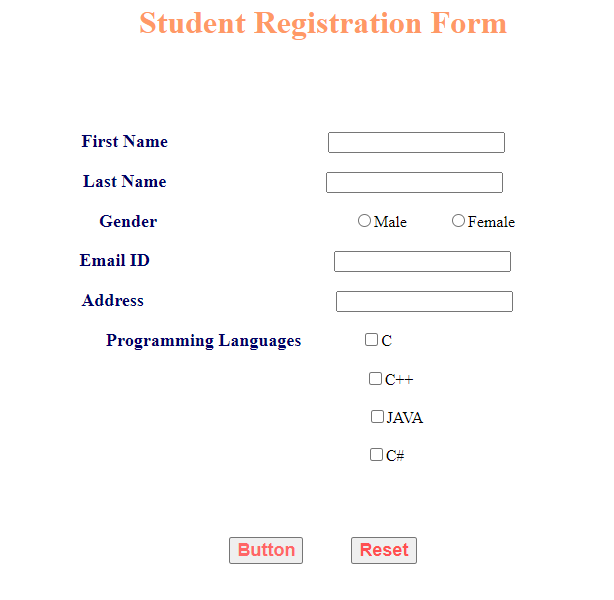 Student Registration Form
First Name
Last Name
Gender Male Female
Email ID
Address
Programming Languages C
C++
JAVA
C#
Button Reset